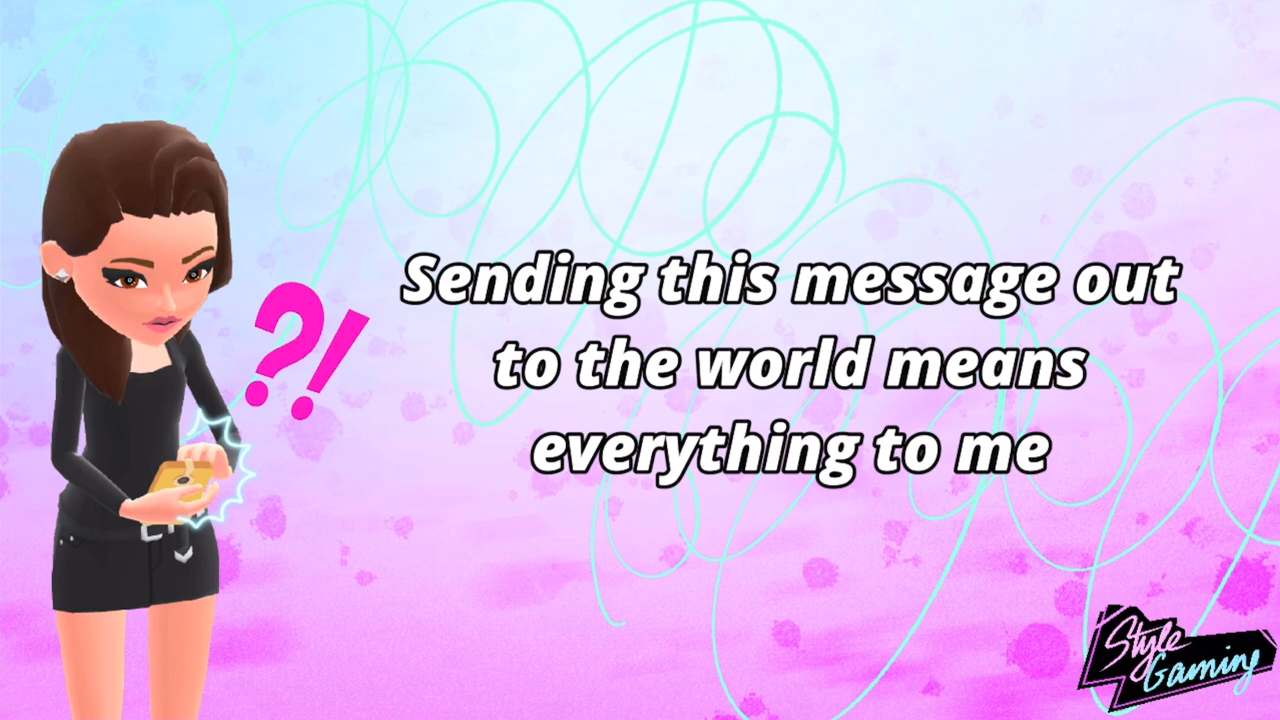 ?!
Sending this message out
to the world means
everything to me
Style
Gaming